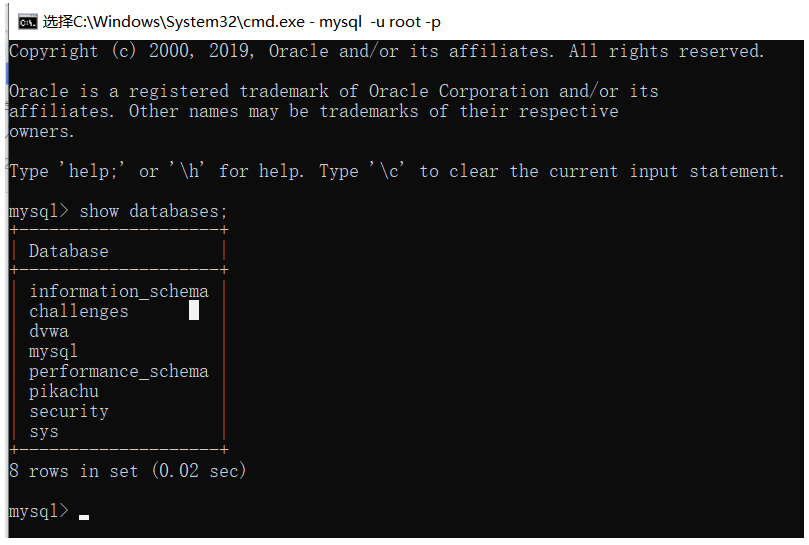 选择C:\Windows\System32\cmd.exe - mysql  -u root -p
Copyright (c) 2000, 2019, Oracle and/or its affiliates. All rights reserved.
Oracle is a registered trademark of Oracle Corporation and/or its
affiliates. Other names may be trademarks of their respective
owners.
Type 'help;' or '\h' for help. Type '\c' to clear the current input statement.
mysql> show databases;
+--------------------+
| Database           |
+--------------------+
| information_schema |
| challenges         |
| dvwa               |
| mysql              |
| performance_schema |
| pikachu            |
| security           |
| sys                |
+--------------------+
8 rows in set (0.02 sec)
mysql>